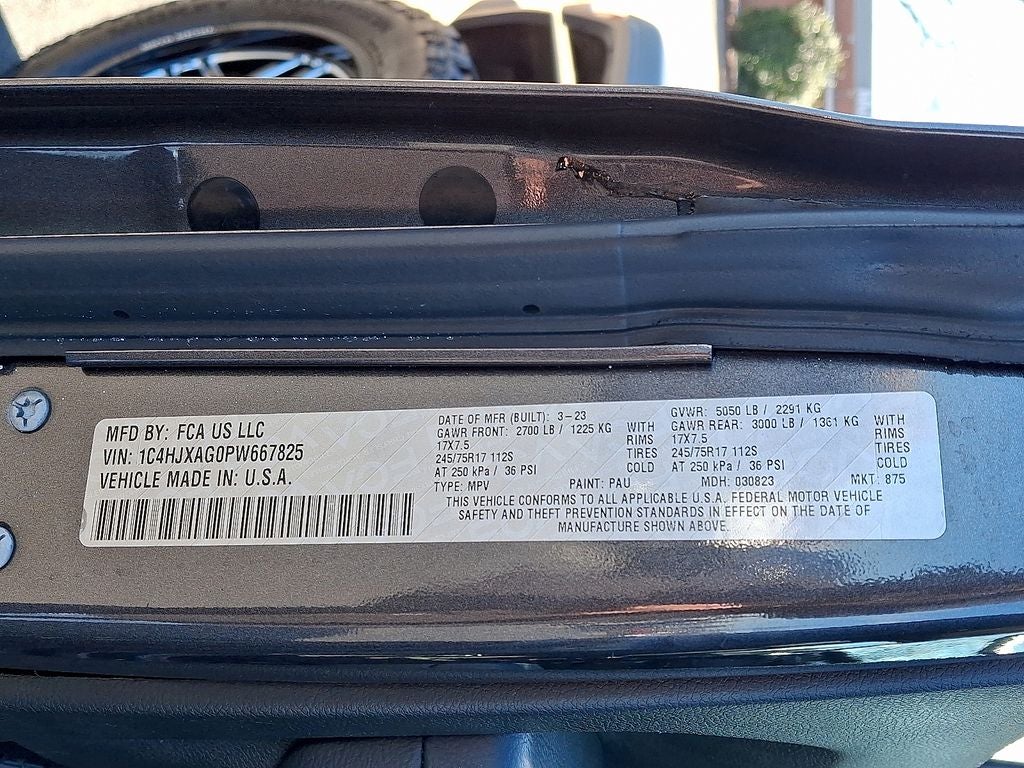 MFD BY: FCA US LLC
VIN: 1C4HJXAG0PW667825
VEHICLE MADE IN: U.S.A.
DATE OF MFR (BUILT): 3-23
GAWR FRONT: 2700 LB / 1225 KG WITH
17X7.5 RIMS
245/75R17 112S TIRES
AT 250 kPa / 36 PSI COLD
GVWR: 5050 LB / 2291 KG
GAWR REAR: 3000 LB / 1361 KG WITH
17X7.5 RIMS
245/75R17 112S TIRES
AT 250 kPa / 36 PSI COLD
TYPE: MPV PAINT: PAU MDH: 030823 MKT: 875
THIS VEHICLE CONFORMS TO ALL APPLICABLE U.S.A. FEDERAL MOTOR VEHICLE
SAFETY AND THEFT PREVENTION STANDARDS IN EFFECT ON THE DATE OF
MANUFACTURE SHOWN ABOVE.